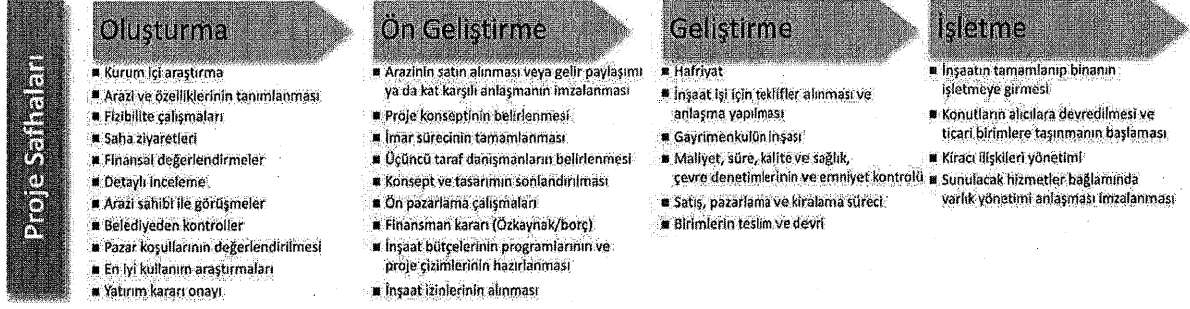 Proje Safhaları
Oluşturma
■ Kurum içi araştırma
■ Arazi ve özelliklerinin tanımlanması
■ Fizibilite çalışmaları
■ Saha ziyaretleri
■ Finansal değerlendirmeler
■ Detaylı inceleme
■ Arazi sahibi ile görüşmeler
■ Belediyeden kontroller
■ Pazar koşullarının değerlendirilmesi
■ En iyi kullanım araştırmaları
■ Yatırım kararı onayı
Ön Geliştirme
■ Arazinin satın alınması veya gelir paylaşımı
ya da kat karşılı anlaşmanın imzalanması
■ Proje konseptinin belirlenmesi
■ İmar sürecinin tamamlanması
■ Üçüncü taraf danışmanların belirlenmesi
■ Konsept ve tasarımın sonlandırılması
■ Ön pazarlama çalışmaları
■ Finansman kararı (Özkaynak/borç)
■ İnşaat bütçelerinin programlarının ve
proje çizimlerinin hazırlanması
■ İnşaat izinlerinin alınması
Geliştirme
■ Hafriyat
■ İnşaat işi için teklifler alınması ve
anlaşma yapılması
■ Gayrimenkulün inşası
■ Maliyet, süre, kalite ve sağlık,
çevre denetimlerinin ve emniyet kontrolü
■ Satış, pazarlama ve kiralama süreci
■ Birimlerin teslim ve devri
İşletme
■ İnşaatın tamamlanıp binanın
işletmeye girmesi
■ Konutların alıcılara devredilmesi ve
ticari birimlere taşınmanın başlaması
■ Kiracı ilişkileri yönetimi
■ Sunulacak hizmetler bağlamında
varlık yönetimi anlaşması imzalanması